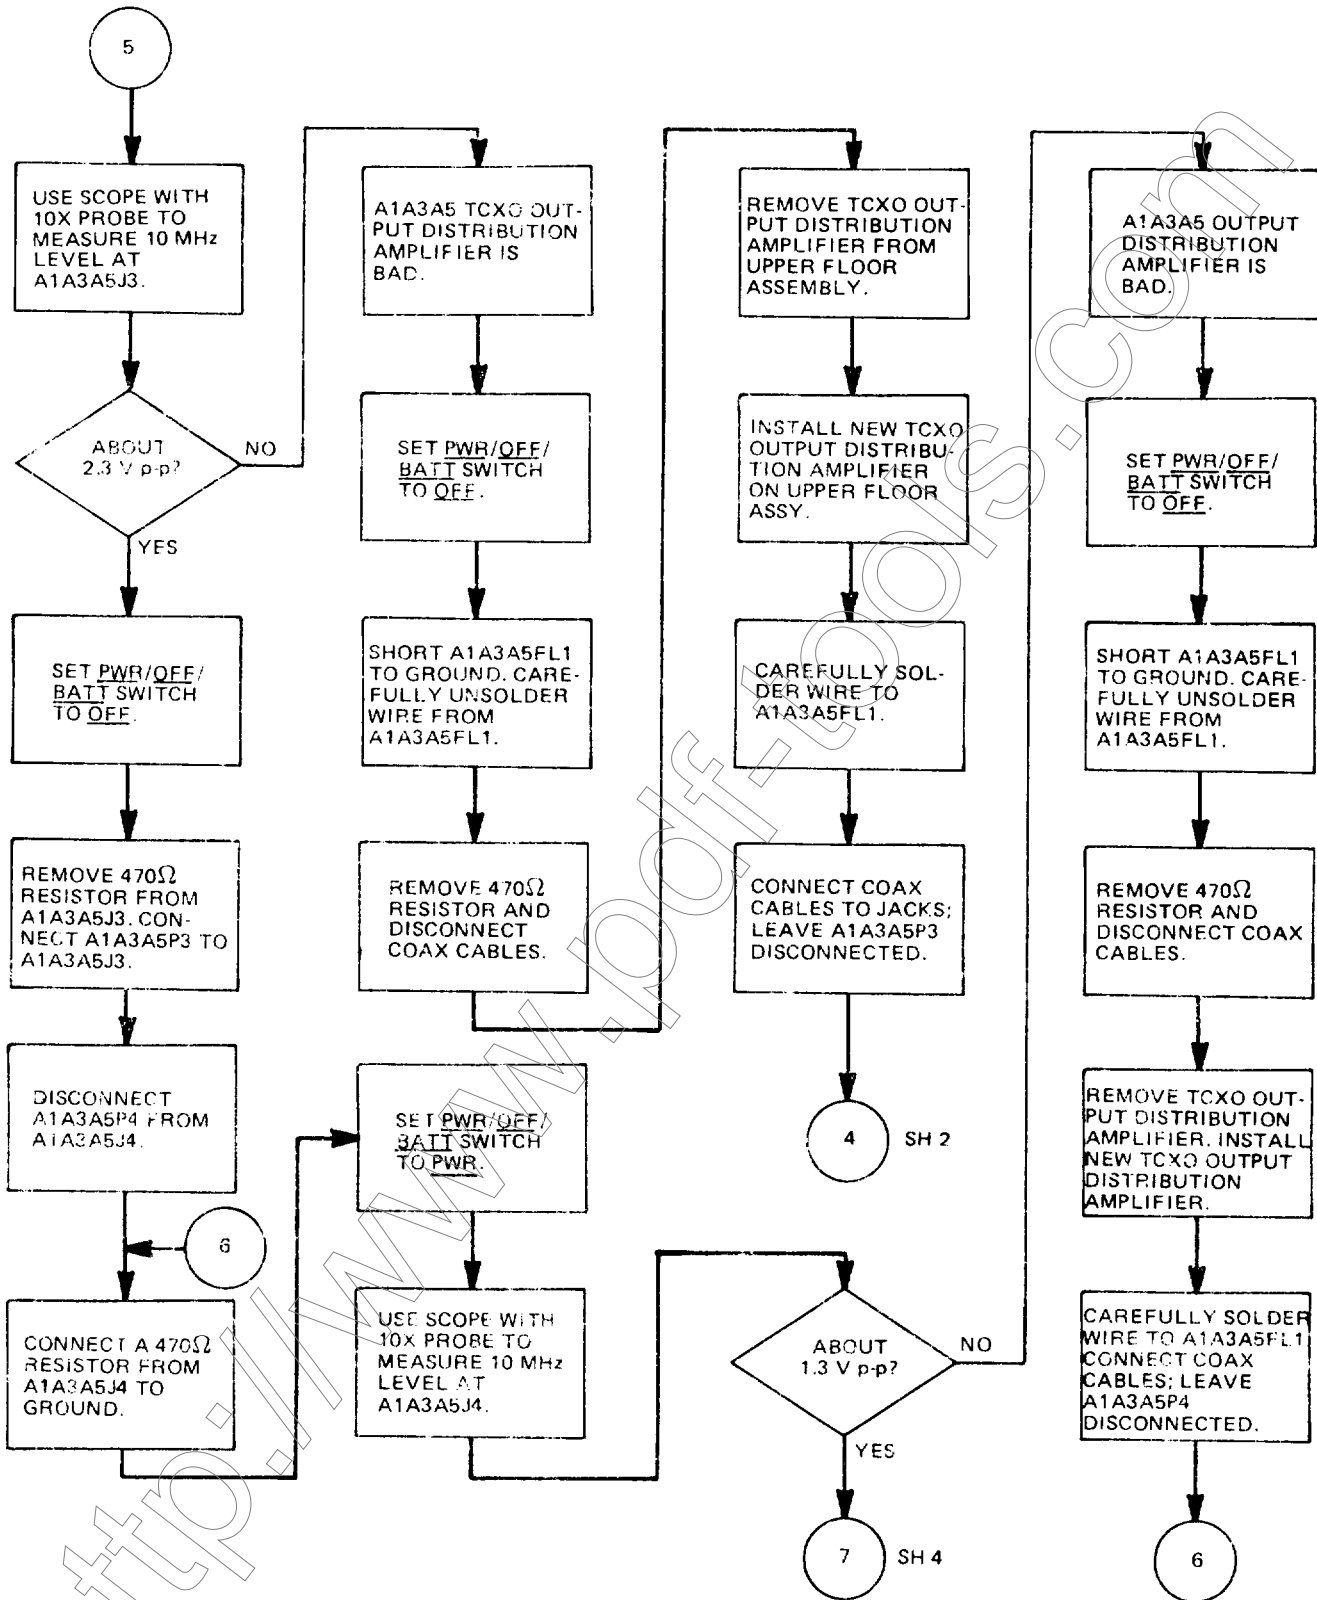 5
USE SCOPE WITH
10X PROBE TO
MEASURE 10 MHz
LEVEL AT
A1A3A5J3.
ABOUT
2.3 V p-p?
NO
YES
SET PWR/OFF/
BATT SWITCH
TO OFF.
REMOVE 470Ω
RESISTOR FROM
A1A3A5J3. CON-
NECT A1A3A5P3 TO
A1A3A5J3.
DISCONNECT
A1A3A5P4 FROM
A1A3A5J4.
6
CONNECT A 470Ω
RESISTOR FROM
A1A3A5J4 TO
GROUND.
A1A3A5 TCXO OUT-
PUT DISTRIBUTION
AMPLIFIER IS
BAD.
SET PWR/OFF/
BATT SWITCH
TO OFF.
SHORT A1A3A5FL1
TO GROUND. CARE-
FULLY UNSOLDER
WIRE FROM
A1A3A5FL1.
REMOVE 470Ω
RESISTOR AND
DISCONNECT
COAX CABLES.
SET PWR/OFF/
BATT SWITCH
TO PWR.
USE SCOPE WITH
10X PROBE TO
MEASURE 10 MHz
LEVEL AT
A1A3A5J4.
REMOVE TCXO OUT-
PUT DISTRIBUTION
AMPLIFIER FROM
UPPER FLOOR
ASSEMBLY.
INSTALL NEW TCXO
OUTPUT DISTRIBU-
TION AMPLIFIER
ON UPPER FLOOR
ASSY.
CAREFULLY SOL-
DER WIRE TO
A1A3A5FL1.
CONNECT COAX
CABLES TO JACKS;
LEAVE A1A3A5P3
DISCONNECTED.
4 SH 2
ABOUT
1.3 V p-p?
NO
YES
7 SH 4
A1A3A5 OUTPUT
DISTRIBUTION
AMPLIFIER IS
BAD.
SET PWR/OFF/
BATT SWITCH
TO OFF.
SHORT A1A3A5FL1
TO GROUND. CARE-
FULLY UNSOLDER
WIRE FROM
A1A3A5FL1.
REMOVE 470Ω
RESISTOR AND
DISCONNECT COAX
CABLES.
REMOVE TCXO OUT-
PUT DISTRIBUTION
AMPLIFIER. INSTALL
NEW TCXO OUTPUT
DISTRIBUTION
AMPLIFIER.
CAREFULLY SOLDER
WIRE TO A1A3A5FL1
CONNECT COAX
CABLES; LEAVE
A1A3A5P4
DISCONNECTED.
6
ttp://www.pdf-tools.com